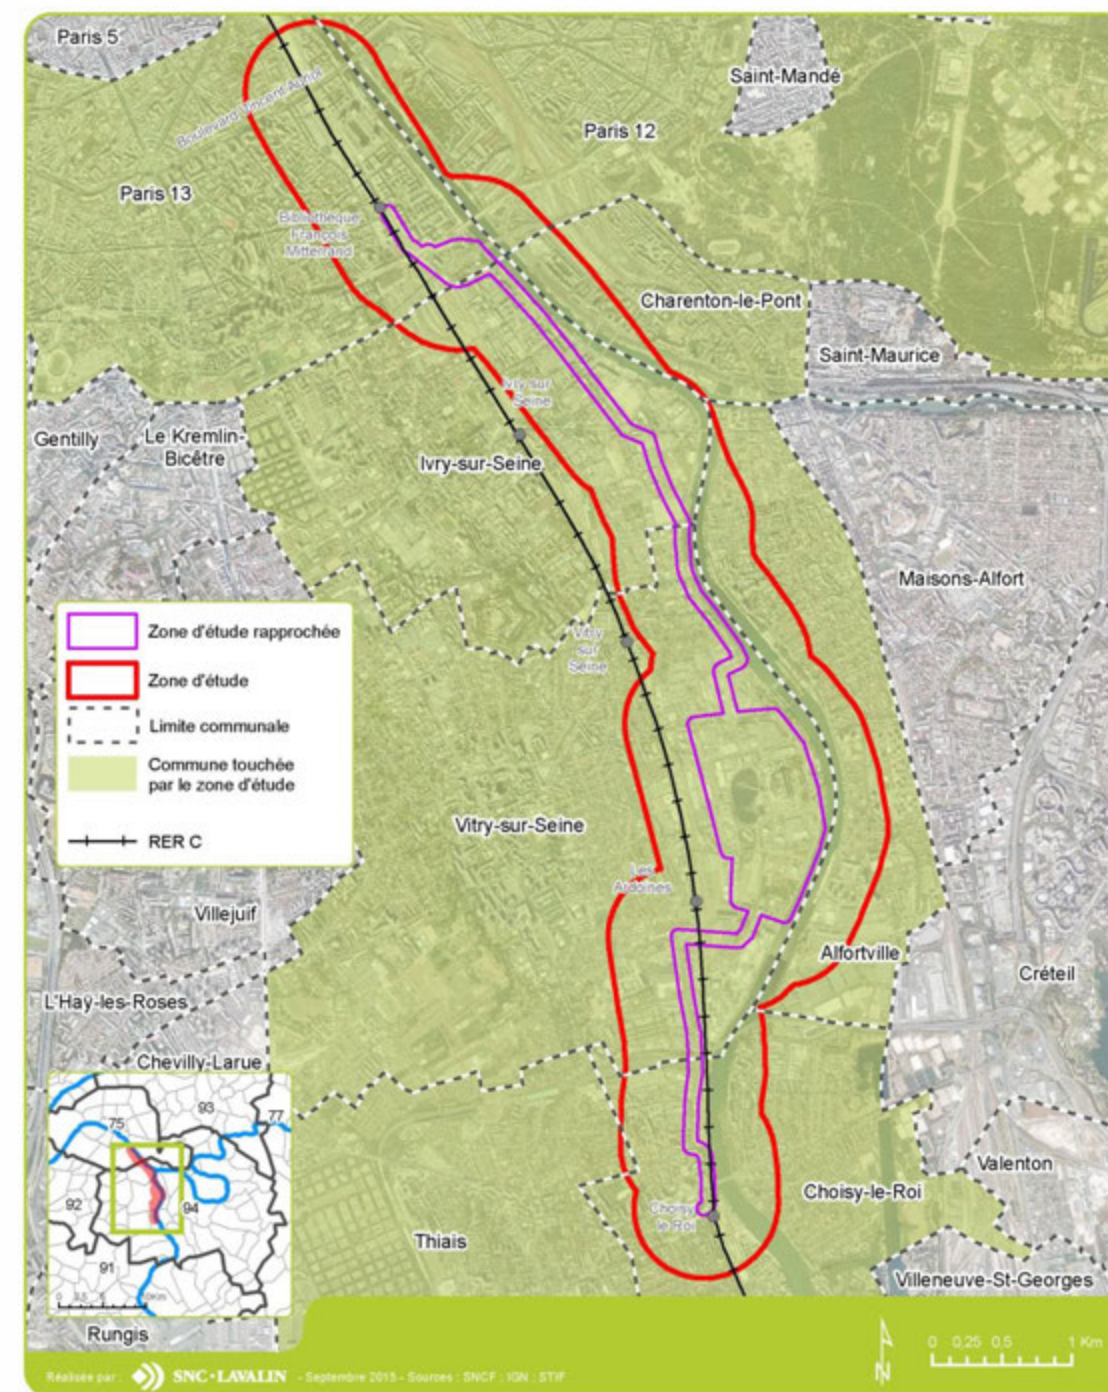 Paris 5
Saint-Mandé
Boulevard Vincent Auriol
Paris 12
Paris 13
Bibliothèque
François
Mitterrand
Charenton-le-Pont
Saint-Maurice
Ivry sur
Seine
Gentilly
Le Kremlin-
Bicêtre
Ivry-sur-Seine
Maisons-Alfort
Zone d'étude rapprochée
Zone d'étude
Limite communale
Commune touchée
par le zone d'étude
RER C
Vitry
sur
Seine
Vitry-sur-Seine
Les
Ardoines
Villejuif
Alfortville
Créteil
L'Haÿ-les-Roses
Chevilly-Larue
93
77
75
92
94
91
Valenton
Choisy-le-Roi
Choisy
le Roi
Thiais
Villeneuve-St-Georges
Rungis
0 0,25 0,5 1 Km
N
Réalisée par : SNC·LAVALIN - Septembre 2015 - Sources : SNCF ; IGN ; STIF